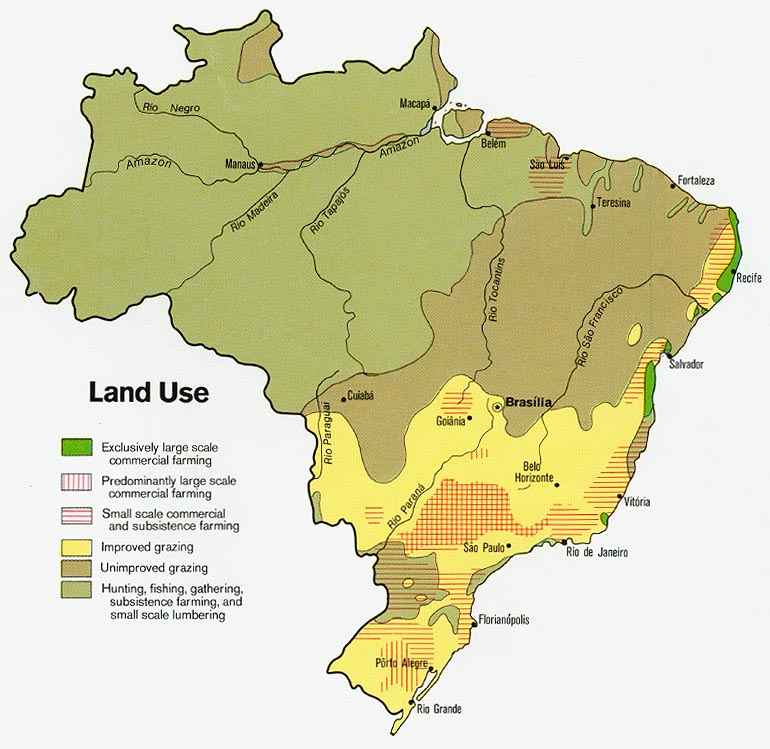 Rio Negro
Macapá
Amazon
Manaus
Amazon
Belém
São Luís
Fortaleza
Rio Madeira
Rio Tapajós
Teresina
Rio Tocantins
Rio São Francisco
Recife
Salvador
Land Use
Cuiabá
Brasília
Goiânia
Rio Paraguai
Exclusively large scale
commercial farming
Predominantly large scale
commercial farming
Small scale commercial
and subsistence farming
Improved grazing
Unimproved grazing
Hunting, fishing, gathering,
subsistence farming, and
small scale lumbering
Belo
Horizonte
Rio Paraná
Vitória
São Paulo
Rio de Janeiro
Florianópolis
Pôrto Alegre
Rio Grande